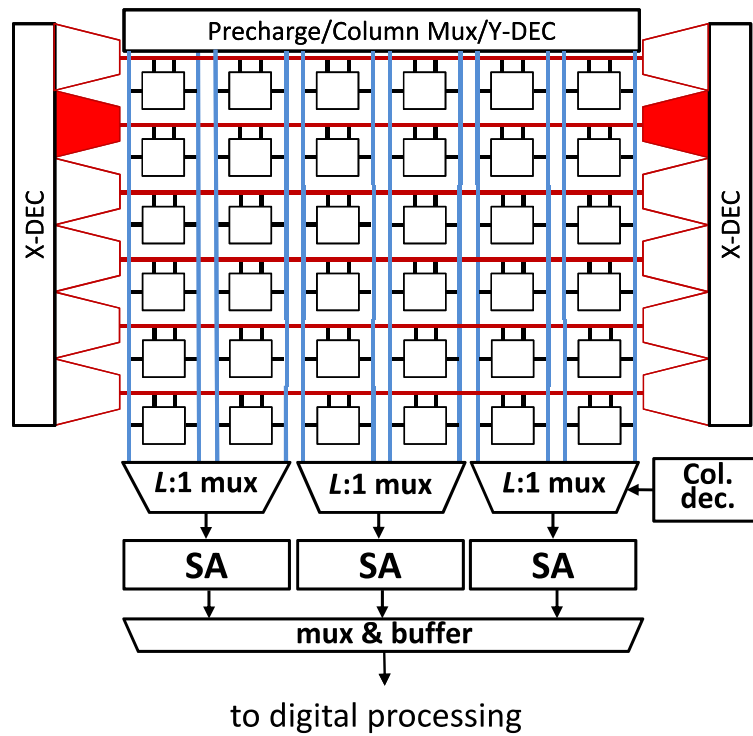 Precharge/Column Mux/Y-DEC
X-DEC
X-DEC
L:1 mux
L:1 mux
L:1 mux
Col.
dec.
SA
SA
SA
mux & buffer
to digital processing